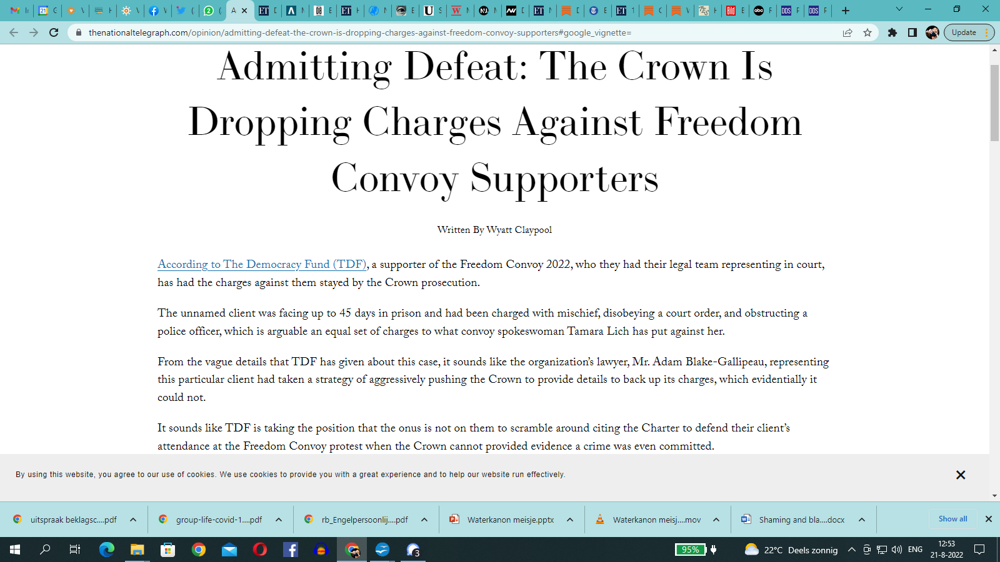 thenationaltelegraph.com/opinion/admitting-defeat-the-crown-is-dropping-charges-against-freedom-convoy-supporters#google_vignette=
Update
Admitting Defeat: The Crown Is
Dropping Charges Against Freedom
Convoy Supporters
Written By Wyatt Claypool
According to The Democracy Fund (TDF), a supporter of the Freedom Convoy 2022, who they had their legal team representing in court,
has had the charges against them stayed by the Crown prosecution.
The unnamed client was facing up to 45 days in prison and had been charged with mischief, disobeying a court order, and obstructing a
police officer, which is arguable an equal set of charges to what convoy spokeswoman Tamara Lich has put against her.
From the vague details that TDF has given about this case, it sounds like the organization's lawyer, Mr. Adam Blake-Gallipeau, representing
this particular client had taken a strategy of aggressively pushing the Crown to provide details to back up its charges, which evidentially it
could not.
It sounds like TDF is taking the position that the onus is not on them to scramble around citing the Charter to defend their client's
attendance at the Freedom Convoy protest when the Crown cannot provided evidence a crime was even committed.
By using this website, you agree to our use of cookies. We use cookies to provide you with a great experience and to help our website run effectively.
uitspraak beklagsc....pdf
group-life-covid-1....pdf
rb_Engelpersoonlij....pdf
Waterkanon meisje.pptx
Waterkanon meisj....mov
Shaming and bla....docx
Show all
95%
22°C Deels zonnig
ENG
12:53
21-8-2022